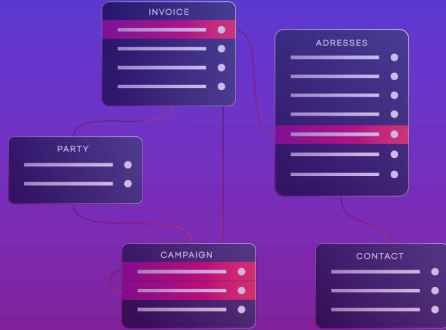 INVOICE
ADRESSES
PARTY
CAMPAIGN
CONTACT